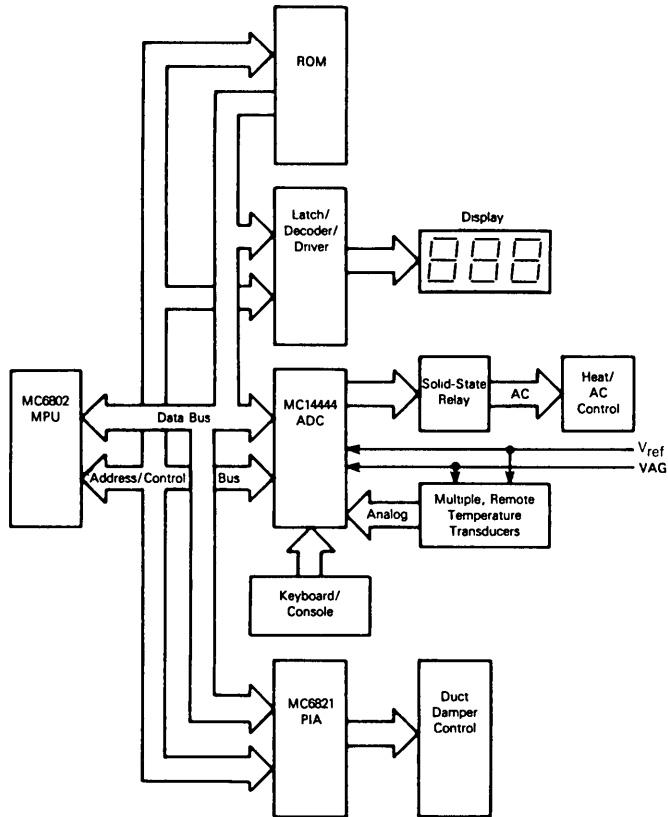 ROM
Latch/
Decoder/
Driver
Display
MC6802
MPU
Data Bus
Address/Control Bus
MC14444
ADC
Solid-State
Relay
AC
Heat/
AC
Control
Vref
VAG
Analog
Multiple, Remote
Temperature
Transducers
Keyboard/
Console
MC6821
PIA
Duct
Damper
Control